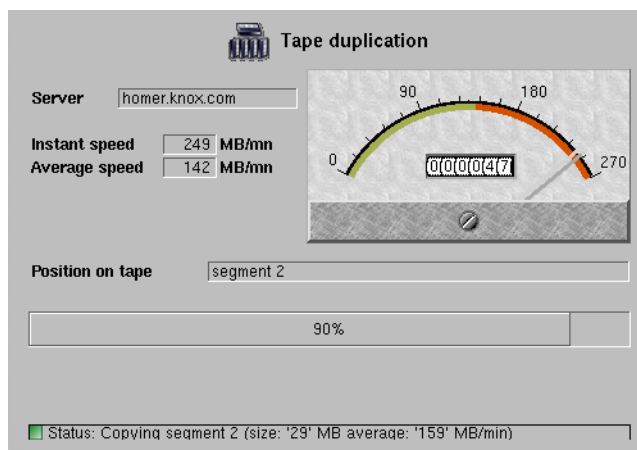 Tape duplication
Server homer.knox.com
Instant speed 249 MB/mn
Average speed 142 MB/mn
0 90 180 270
000047
Position on tape segment 2
90%
Status: Copying segment 2 (size: '29' MB average: '159' MB/min)